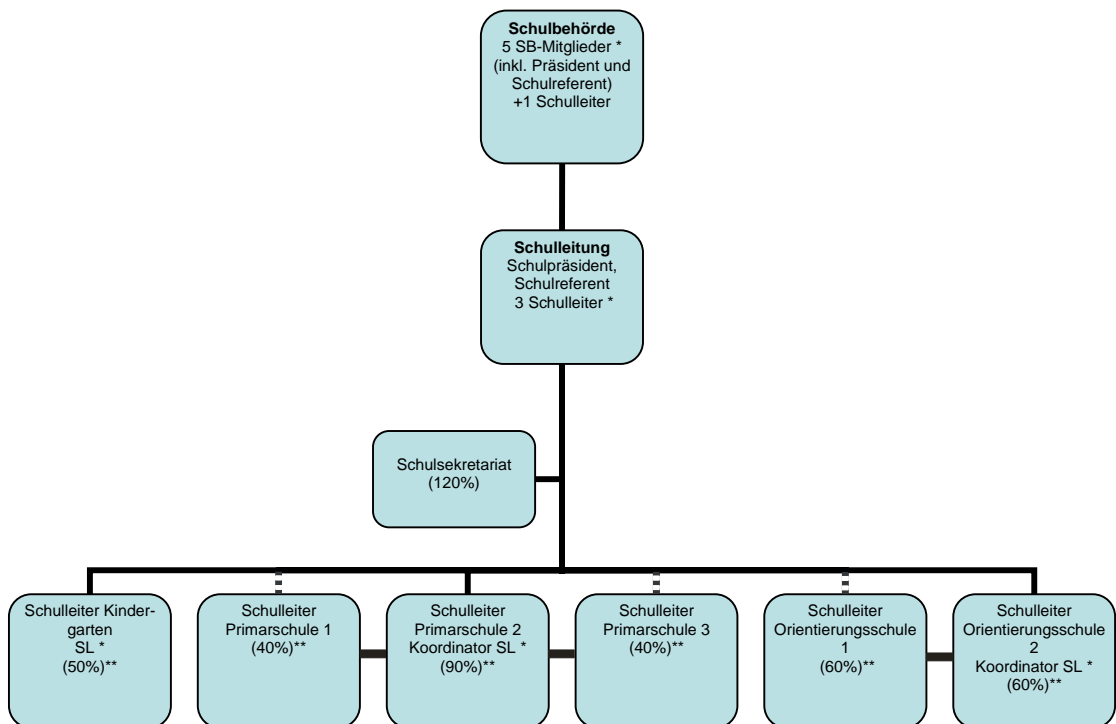 Schulbehörde
5 SB-Mitglieder *
(inkl. Präsident und
Schulreferent)
+1 Schulleiter
Schulleitung
Schulpräsident,
Schulreferent
3 Schulleiter *
Schulsekretariat
(120%)
Schulleiter Kinder-
garten
SL *
(50%)**
Schulleiter
Primarschule 1
(40%)**
Schulleiter
Primarschule 2
Koordinator SL *
(90%)**
Schulleiter
Primarschule 3
(40%)**
Schulleiter
Orientierungsschule
1
(60%)**
Schulleiter
Orientierungsschule
2
Koordinator SL *
(60%)**